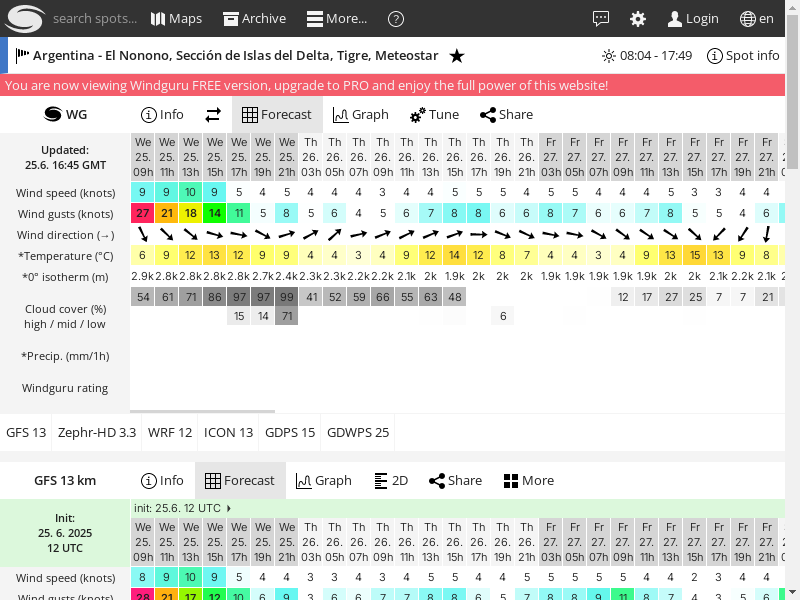 search spots... Maps Archive More... ? Login en
Argentina - El Nonono, Sección de Islas del Delta, Tigre, Meteostar ★ 08:04 - 17:49 Spot info
You are now viewing Windguru FREE version, upgrade to PRO and enjoy the full power of this website!
WG Info Forecast Graph Tune Share
Updated:
25.6. 16:45 GMT
We We We We We We We Th Th Th Th Th Th Th Th Th Th Fr Fr Fr Fr Fr Fr Fr Fr Fr Fr
25. 25. 25. 25. 25. 25. 25. 26. 26. 26. 26. 26. 26. 26. 26. 26. 26. 27. 27. 27. 27. 27. 27. 27. 27. 27. 27.
09h 11h 13h 15h 17h 19h 21h 03h 05h 07h 09h 11h 13h 15h 17h 19h 21h 03h 05h 07h 09h 11h 13h 15h 17h 19h 21h
Wind speed (knots) 9 9 10 9 5 4 5 4 4 4 3 4 4 5 5 5 4 5 4 4 4 4 5 3 3 4 4
Wind gusts (knots) 27 21 18 14 11 5 8 5 6 4 5 6 7 8 8 6 6 8 7 6 6 7 8 5 5 4 6
Wind direction (→)
*Temperature (°C) 6 9 12 13 12 9 9 4 4 3 4 9 12 14 12 8 7 4 4 3 4 9 13 15 13 9 8
*0° isotherm (m) 2.9k 2.8k 2.8k 2.8k 2.8k 2.7k 2.4k 2.3k 2.3k 2.2k 2.2k 2.1k 2k 1.9k 2k 2k 2k 1.9k 1.9k 1.9k 1.9k 1.9k 2k 2k 2.1k 2.2k 2.1k
Cloud cover (%)
high / mid / low
54 61 71 86 97 97 99 41 52 59 66 55 63 48 12 17 27 25 7 7 21
15 14 71 6
*Precip. (mm/1h)
Windguru rating
GFS 13 Zephr-HD 3.3 WRF 12 ICON 13 GDPS 15 GDWPS 25
GFS 13 km Info Forecast Graph 2D Share More
init: 25.6. 12 UTC
Init:
25. 6. 2025
12 UTC
We We We We We We We Th Th Th Th Th Th Th Th Th Th Fr Fr Fr Fr Fr Fr Fr Fr Fr Fr
25. 25. 25. 25. 25. 25. 25. 26. 26. 26. 26. 26. 26. 26. 26. 26. 26. 27. 27. 27. 27. 27. 27. 27. 27. 27. 27.
09h 11h 13h 15h 17h 19h 21h 03h 05h 07h 09h 11h 13h 15h 17h 19h 21h 03h 05h 07h 09h 11h 13h 15h 17h 19h 21h
Wind speed (knots) 8 9 10 9 5 4 4 3 3 4 3 4 5 5 4 4 5 5 5 5 5 4 4 2 3 4 4
Wind gusts (knots) 28 21 17 12 10 6 9 3 6 6 7 7 8 8 6 5 7 8 8 9 11 8 7 4 3 5 6